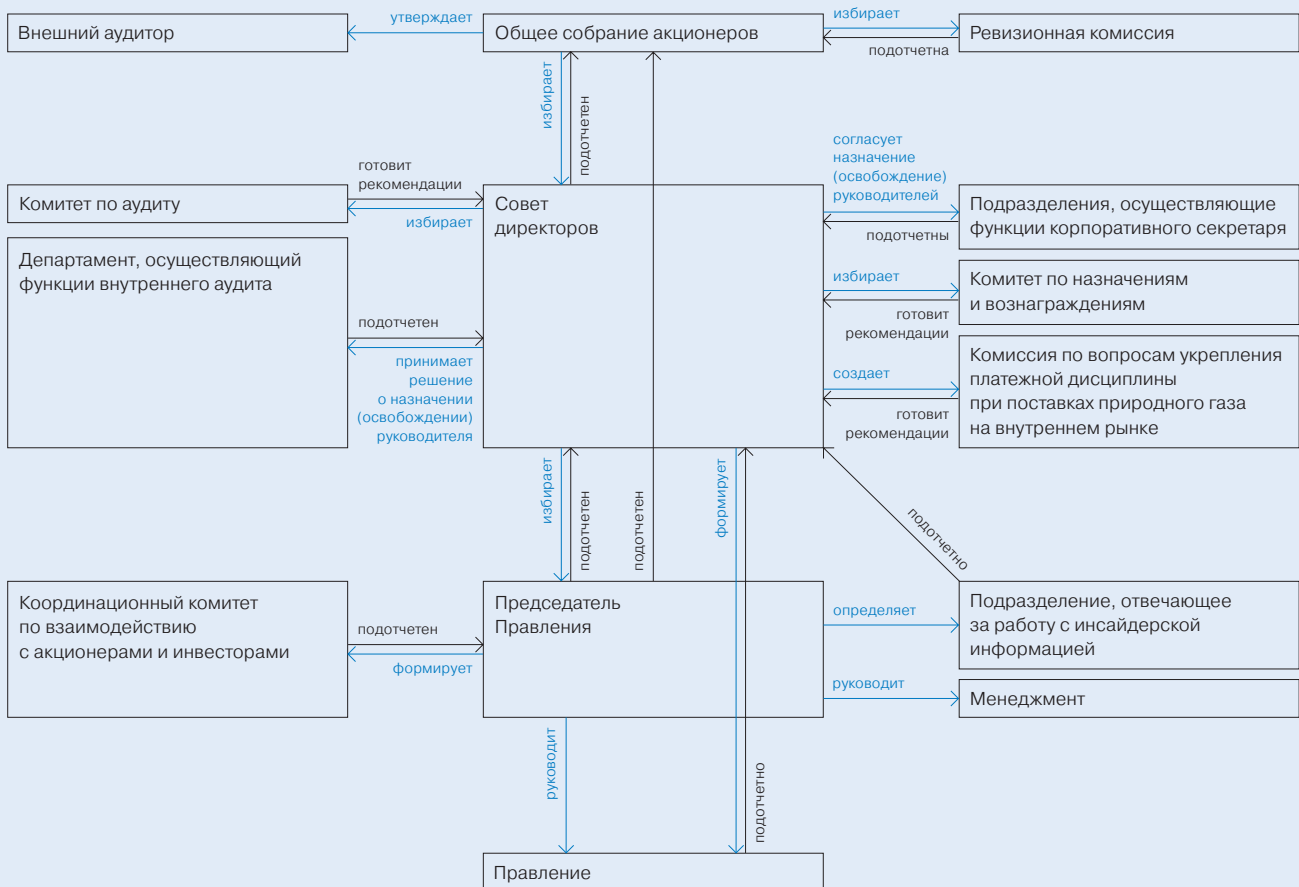 Внешний аудитор
утверждает
Общее собрание акционеров
избирает
подотчетна
Ревизионная комиссия
избирает
подотчетен
Комитет по аудиту
готовит
рекомендации
избирает
Совет
директоров
согласует
назначение
(освобождение)
руководителей
подотчетны
Подразделения, осуществляющие
функции корпоративного секретаря
Департамент, осуществляющий
функции внутреннего аудита
подотчетен
принимает
решение
о назначении
(освобождении)
руководителя
избирает
готовит
рекомендации
Комитет по назначениям
и вознаграждениям
создает
готовит
рекомендации
Комиссия по вопросам укрепления
платежной дисциплины
при поставках природного газа
на внутреннем рынке
избирает
подотчетен
подотчетен
формирует
подотчетно
Координационный комитет
по взаимодействию
с акционерами и инвесторами
подотчетен
формирует
Председатель
Правления
определяет
Подразделение, отвечающее
за работу с инсайдерской
информацией
руководит
Менеджмент
руководит
подотчетно
Правление